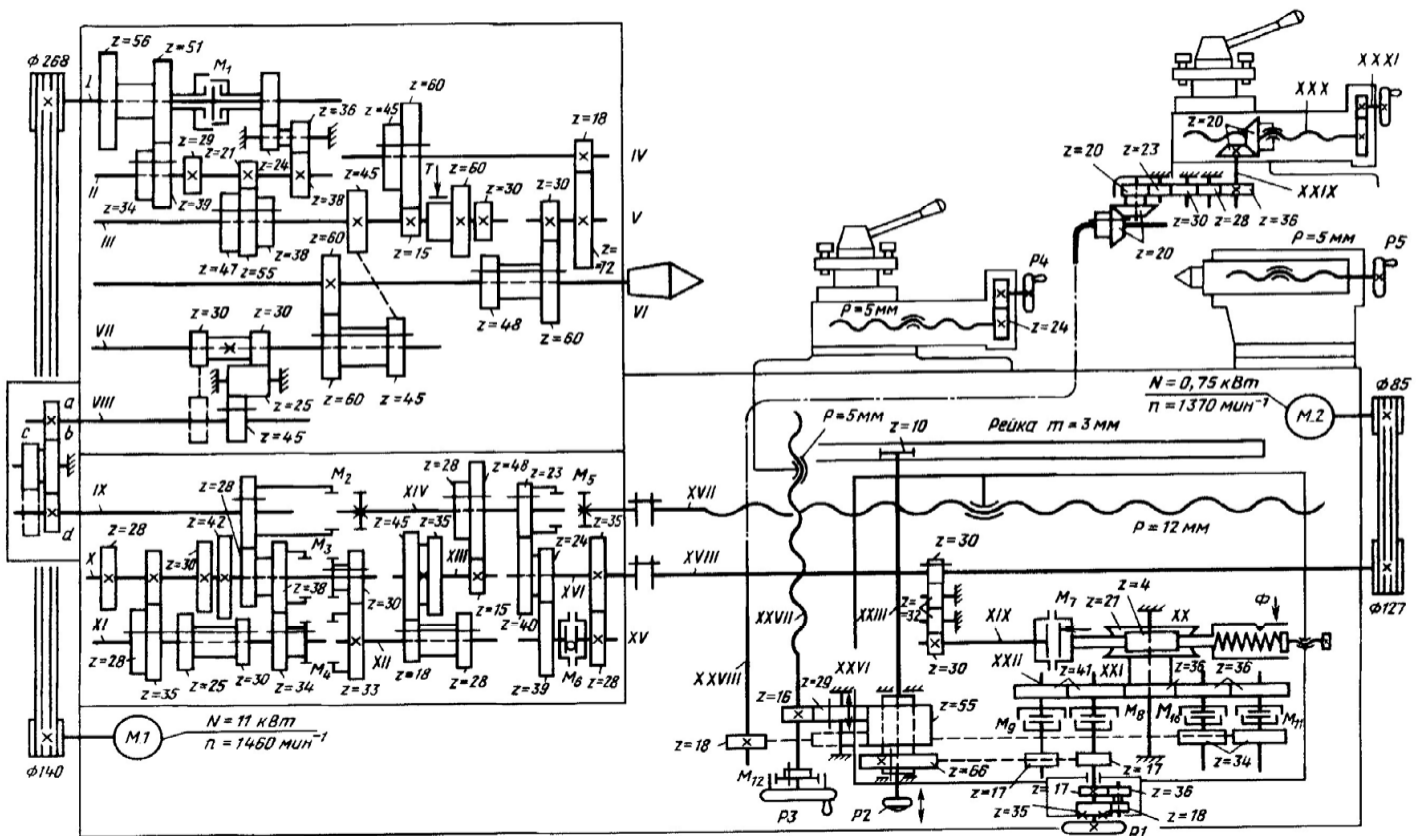 z=56
z=51
Ф268
I
M₁
z=60
z=45
z=36
z=18
z=29
z=21
z=24
IV
II
z=45
T
z=60
z=30
z=30
z=38
z=34
z=39
V
III
z=60
z=15
z=72
z=47
z=55
z=38
VI
z=30
z=30
z=48
z=60
VII
z=25
z=60
z=45
VIII
z=45
a
b
c
d
XXXI
XXX
z=20
z=20
z=23
XXIX
z=30
z=28
z=36
z=20
P=5 мм
P5
P4
P=5 мм
z=24
N=0,75 кВт
n=1370 мин⁻¹
M.2
Ф85
P=5 мм
z=10
Рейка m=3 мм
IX
z=28
M₂
XIV
z=28
z=48
z=23
M₅
XVII
P=12 мм
z=28
z=42
z=45
z=35
z=35
X
z=30
M₃
z=38
z=30
XIII
z=24
XVI
z=15
z=40
XVIII
z=30
Ф127
XI
z=28
z=35
z=25
z=30
z=34
M₄
z=33
XII
z=18
z=28
z=39
M₆
XV
z=28
XXVII
XXIII
z=32
z=30
XIX
M₇
z=21
z=4
XX
Ф
XXII
XXVI
XXVIII
z=41
XXI
z=36
z=36
z=16
z=29
z=55
M₉
M₈
M₁₀
M₁₁
z=18
z=34
M₁₂
z=66
z=17
z=17
z=17
z=36
P3
P2
z=35
z=18
P1
N=11 кВт
n=1460 мин⁻¹
M.1
Ф140